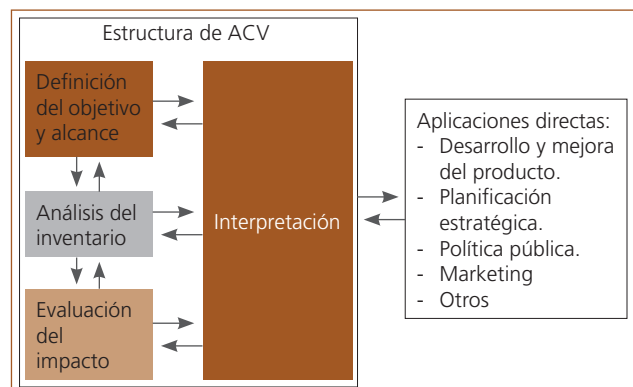 Estructura de ACV
Definición
del objetivo
y alcance
Análisis del
inventario
Evaluación
del
impacto
Interpretación
Aplicaciones directas:
- Desarrollo y mejora
del producto.
- Planificación
estratégica.
- Política pública.
- Marketing
- Otros